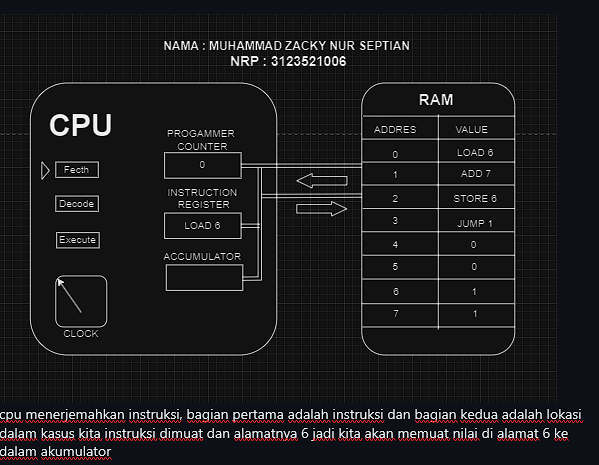 NAMA : MUHAMMAD ZACKY NUR SEPTIAN
NRP : 3123521006
CPU
Fecth
Decode
Execute
CLOCK
PROGAMMER
COUNTER
0
INSTRUCTION
REGISTER
LOAD 6
ACCUMULATOR
RAM
ADDRES VALUE
0 LOAD 6
1 ADD 7
2 STORE 6
3 JUMP 1
4 0
5 0
6 1
7 1
cpu menerjemahkan instruksi, bagian pertama adalah instruksi dan bagian kedua adalah lokasi
dalam kasus kita instruksi dimuat dan alamatnya 6 jadi kita akan memuat nilai di alamat 6 ke
dalam akumulator